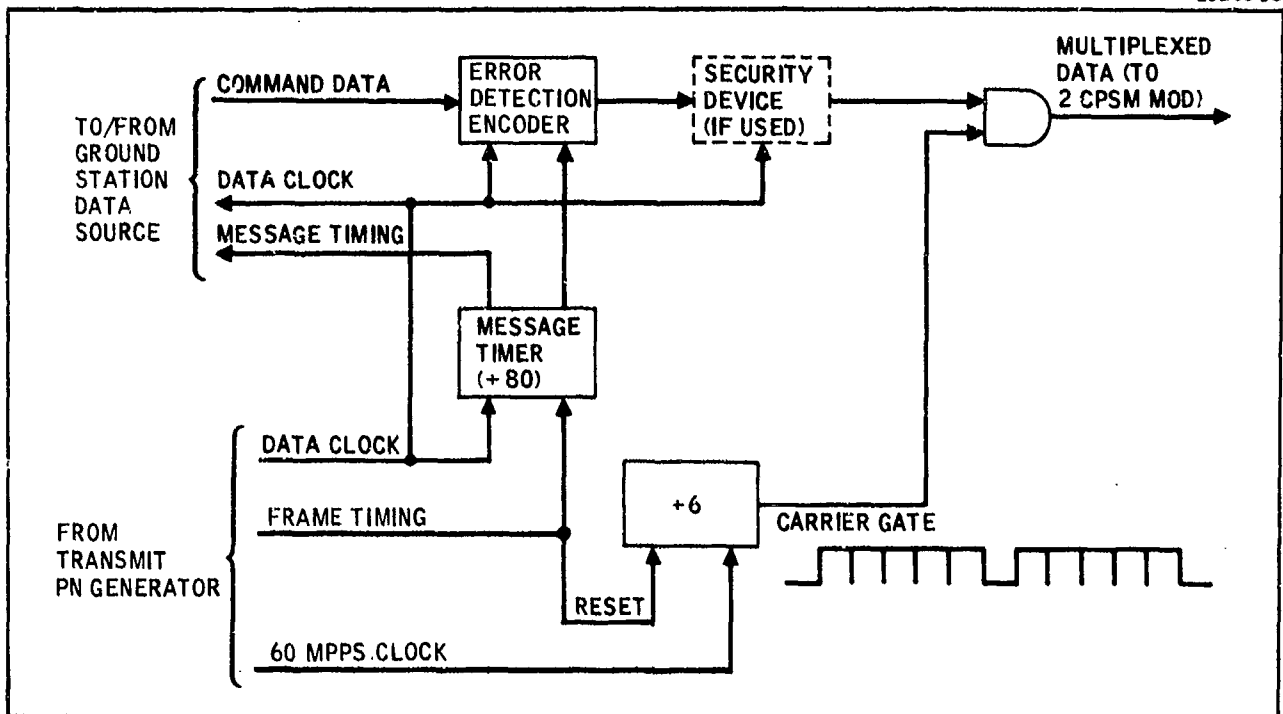 COMMAND DATA
ERROR
DETECTION
ENCODER
SECURITY
DEVICE
(IF USED)
MULTIPLEXED
DATA (TO
2 CPSM MOD)
TO/FROM
GROUND
STATION
DATA
SOURCE
DATA CLOCK
MESSAGE TIMING
MESSAGE
TIMER
(+ 80)
DATA CLOCK
FRAME TIMING
+6
CARRIER GATE
FROM
TRANSMIT
PN GENERATOR
RESET
60 MPPS CLOCK